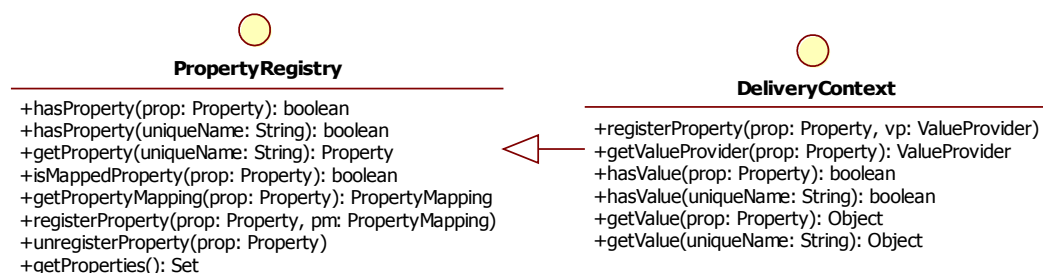 PropertyRegistry
+hasProperty(prop: Property): boolean
+hasProperty(uniqueName: String): boolean
+getProperty(uniqueName: String): Property
+isMappedProperty(prop: Property): boolean
+getPropertyMapping(prop: Property): PropertyMapping
+registerProperty(prop: Property, pm: PropertyMapping)
+unregisterProperty(prop: Property)
+getProperties(): Set
DeliveryContext
+registerProperty(prop: Property, vp: ValueProvider)
+getValueProvider(prop: Property): ValueProvider
+hasValue(prop: Property): boolean
+hasValue(uniqueName: String): boolean
+getValue(prop: Property): Object
+getValue(uniqueName: String): Object